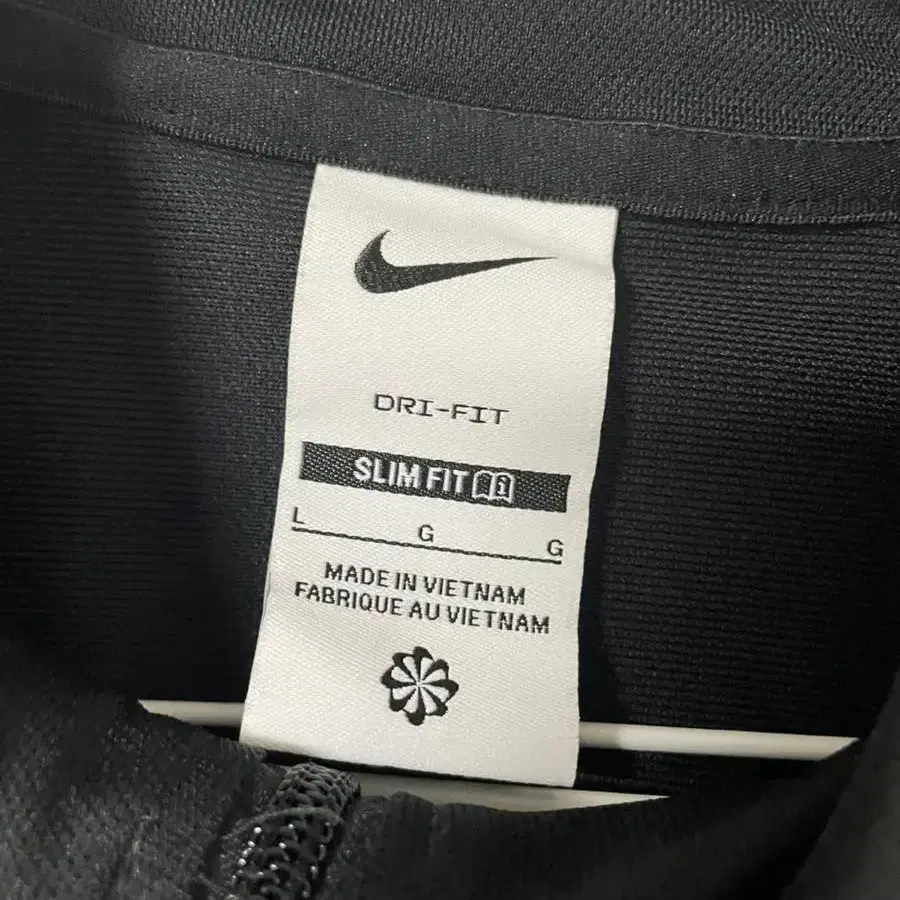 DRI-FIT
SLIM FIT
L G G
MADE IN VIETNAM
FABRIQUE AU VIETNAM